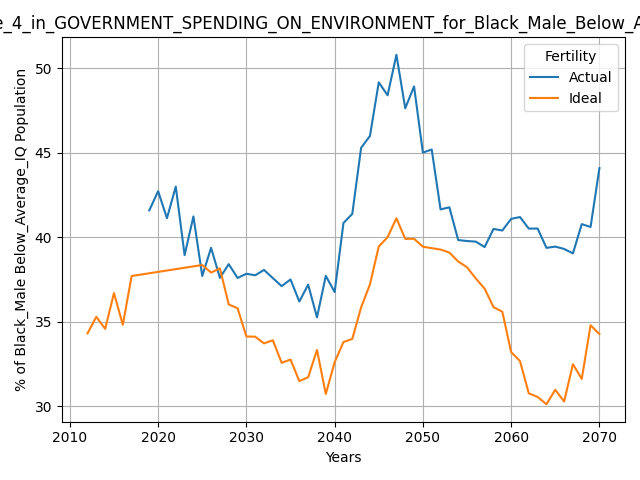 e_4_in_GOVERNMENT_SPENDING_ON_ENVIRONMENT_for_Black_Male_Below_A
Fertility
Actual
Ideal
% of Black_Male Below_Average_IQ Population
50
45
40
35
30
2010 2020 2030 2040 2050 2060 2070
Years